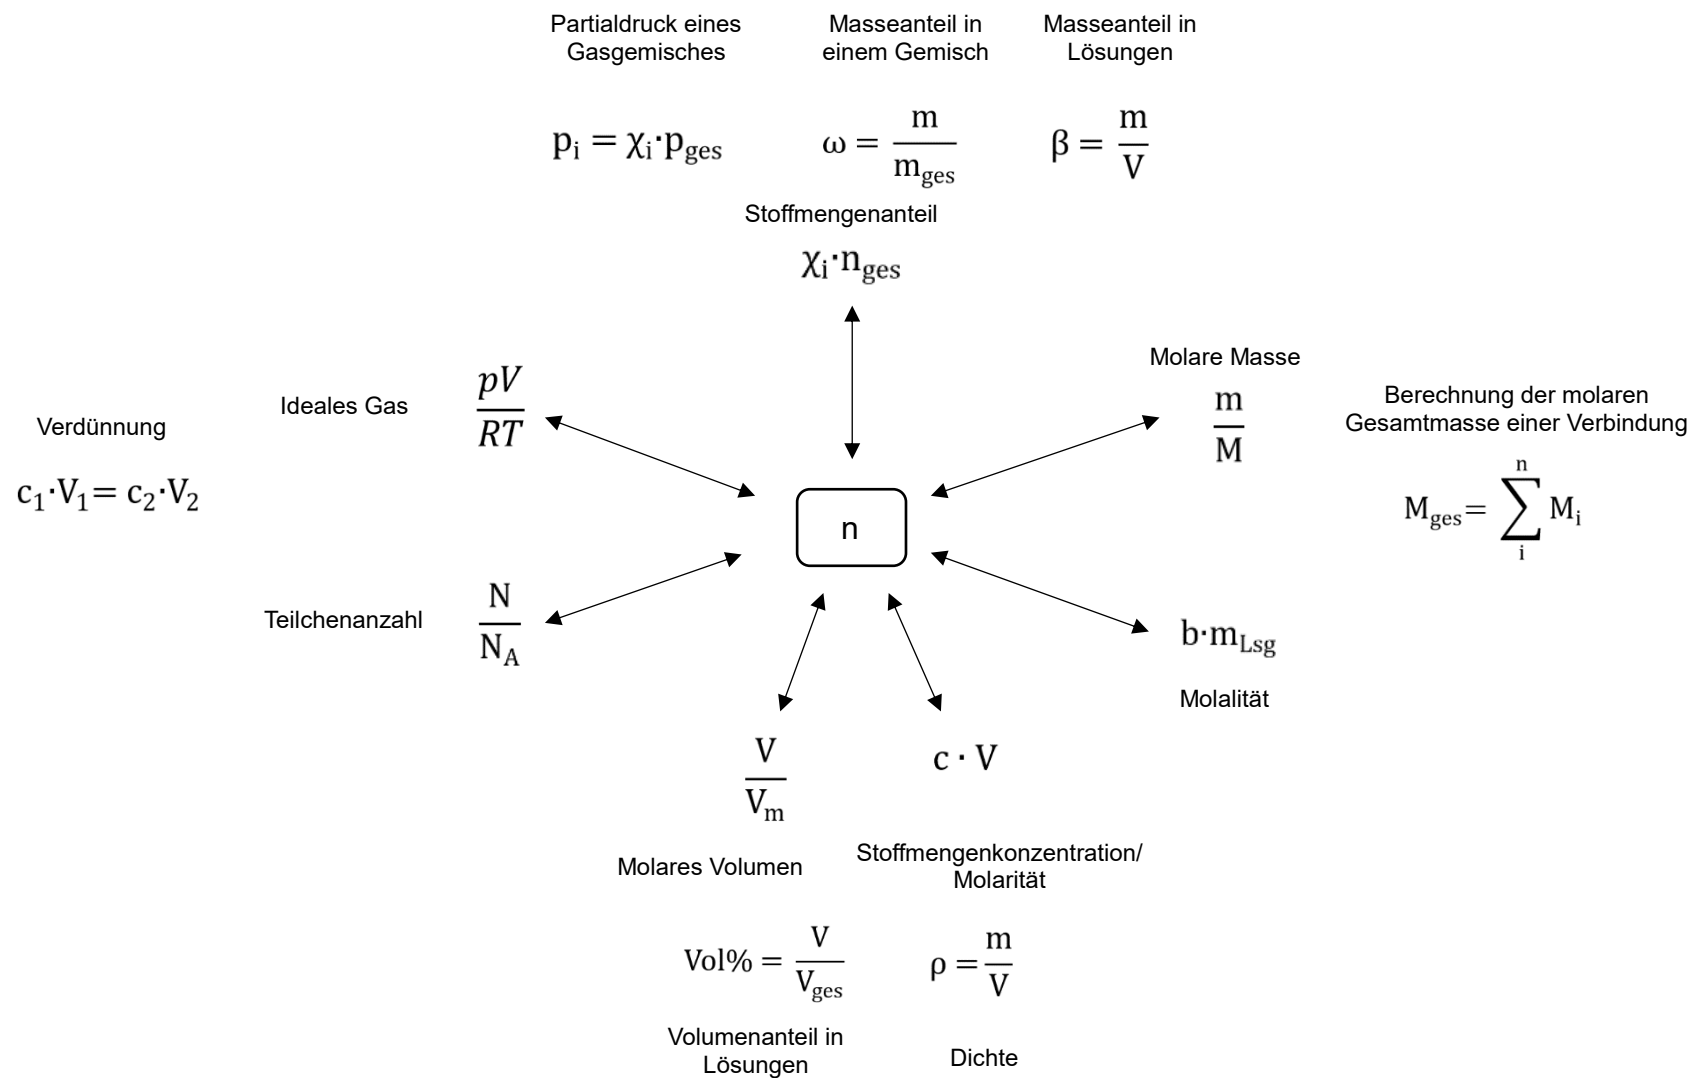 Partialdruck eines
Gasgemisches
Masseanteil in
einem Gemisch
Masseanteil in
Lösungen
pᵢ = χᵢ·p_ges
ω = m/m_ges
β = m/V
Stoffmengenanteil
χᵢ·n_ges
Verdünnung
c₁·V₁= c₂·V₂
Ideales Gas
pV/RT
Molare Masse
m/M
Berechnung der molaren
Gesamtmasse einer Verbindung
M_ges= ∑ᵢⁿ Mᵢ
n
Teilchenanzahl
N/N_A
b·m_Lsg
Molalität
V/V_m
c · V
Molares Volumen
Stoffmengenkonzentration/
Molarität
Vol% = V/V_ges
ρ = m/V
Volumenanteil in
Lösungen
Dichte